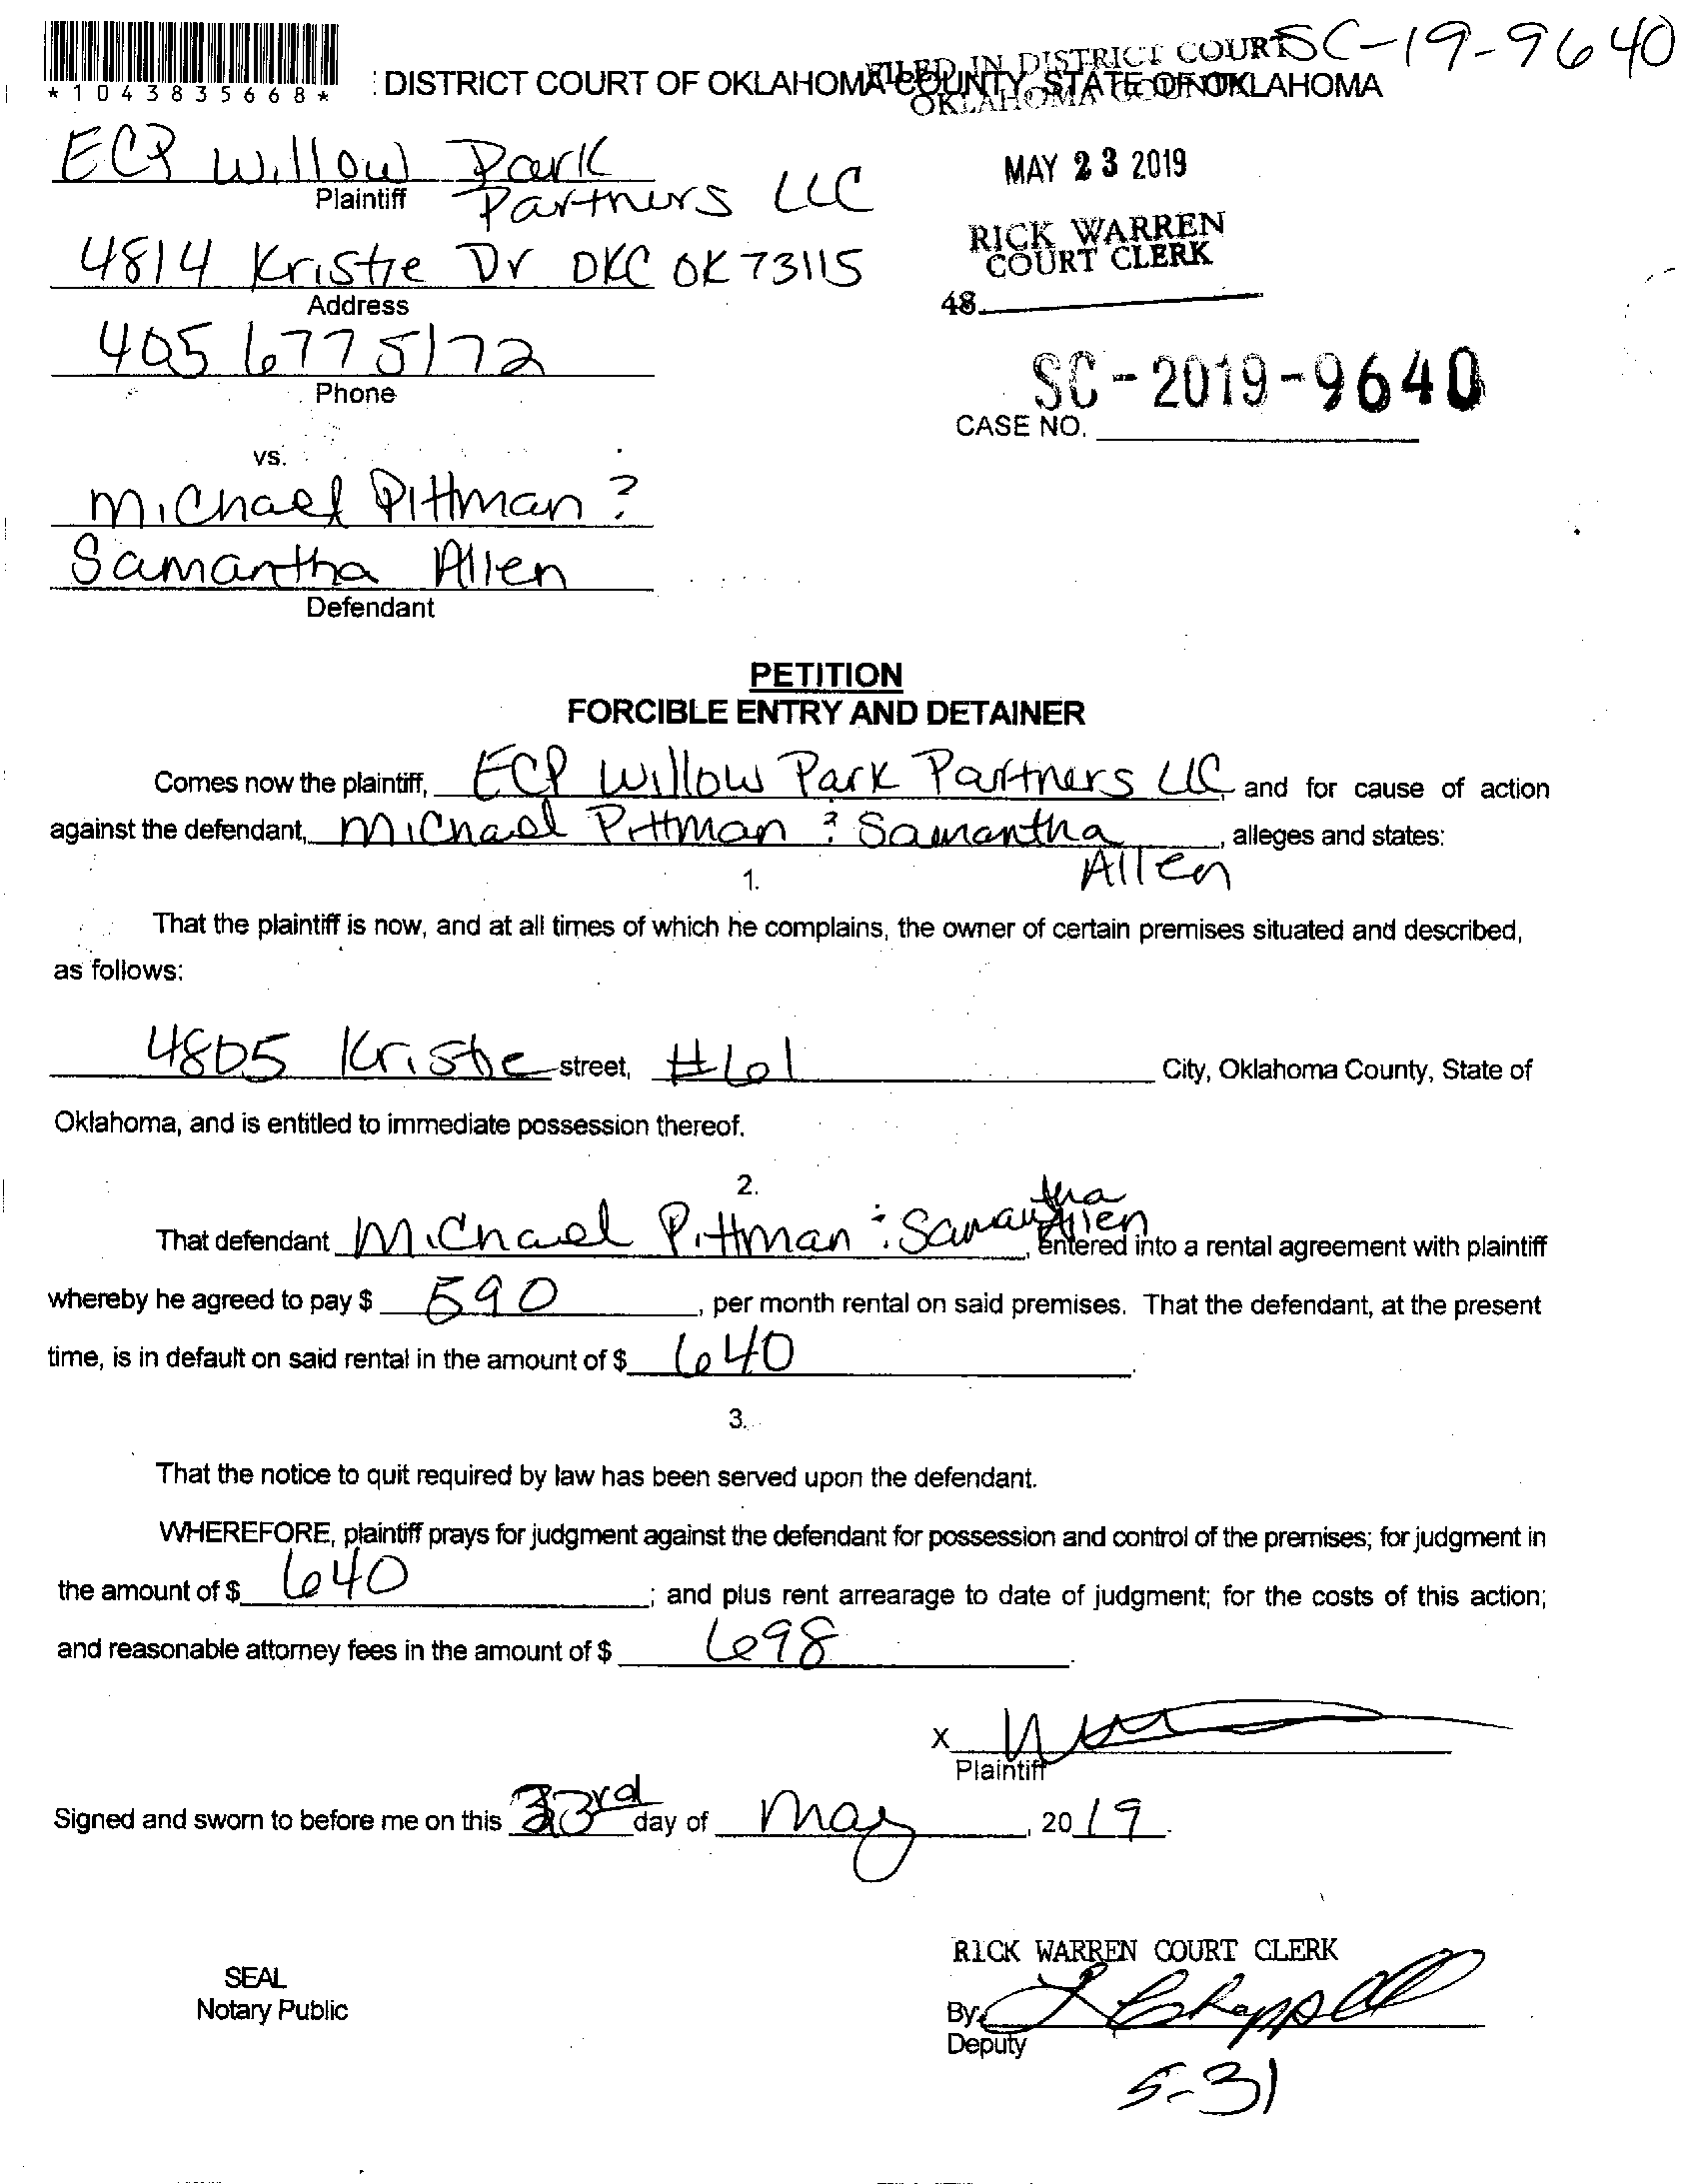 SC-19-9640
*1043835668*
DISTRICT COURT OF OKLAHOMA COUNTY, STATE OF OKLAHOMA
FILED IN DISTRICT COURT
OKLAHOMA COUNTY
ECP Willow Park
Plaintiff
Partners LLC
MAY 23 2019
RICK WARREN
COURT CLERK
4814 Kristie Dr OKC OK 73115
Address
48
405 677 5172
Phone
SC-2019-9640
CASE NO.
vs.
Michael Pittman &
Samantha Allen
Defendant
PETITION
FORCIBLE ENTRY AND DETAINER
Comes now the plaintiff, ECP Willow Park Partners LLC, and for cause of action
against the defendant, Michael Pittman & Samantha Allen, alleges and states:
1.
That the plaintiff is now, and at all times of which he complains, the owner of certain premises situated and described,
as follows:
4805 Kristie street, #61 City, Oklahoma County, State of
Oklahoma, and is entitled to immediate possession thereof.
2.
That defendant Michael Pittman & Samantha Allen, entered into a rental agreement with plaintiff
whereby he agreed to pay $ 590, per month rental on said premises. That the defendant, at the present
time, is in default on said rental in the amount of $ 640.
3.
That the notice to quit required by law has been served upon the defendant.
WHEREFORE, plaintiff prays for judgment against the defendant for possession and control of the premises; for judgment in
the amount of $ 640; and plus rent arrearage to date of judgment; for the costs of this action;
and reasonable attorney fees in the amount of $ 698.
X
Plaintiff
Signed and sworn to before me on this 23rd day of May, 2019.
RICK WARREN COURT CLERK
SEAL
Notary Public
By: Chappell
Deputy
5-31